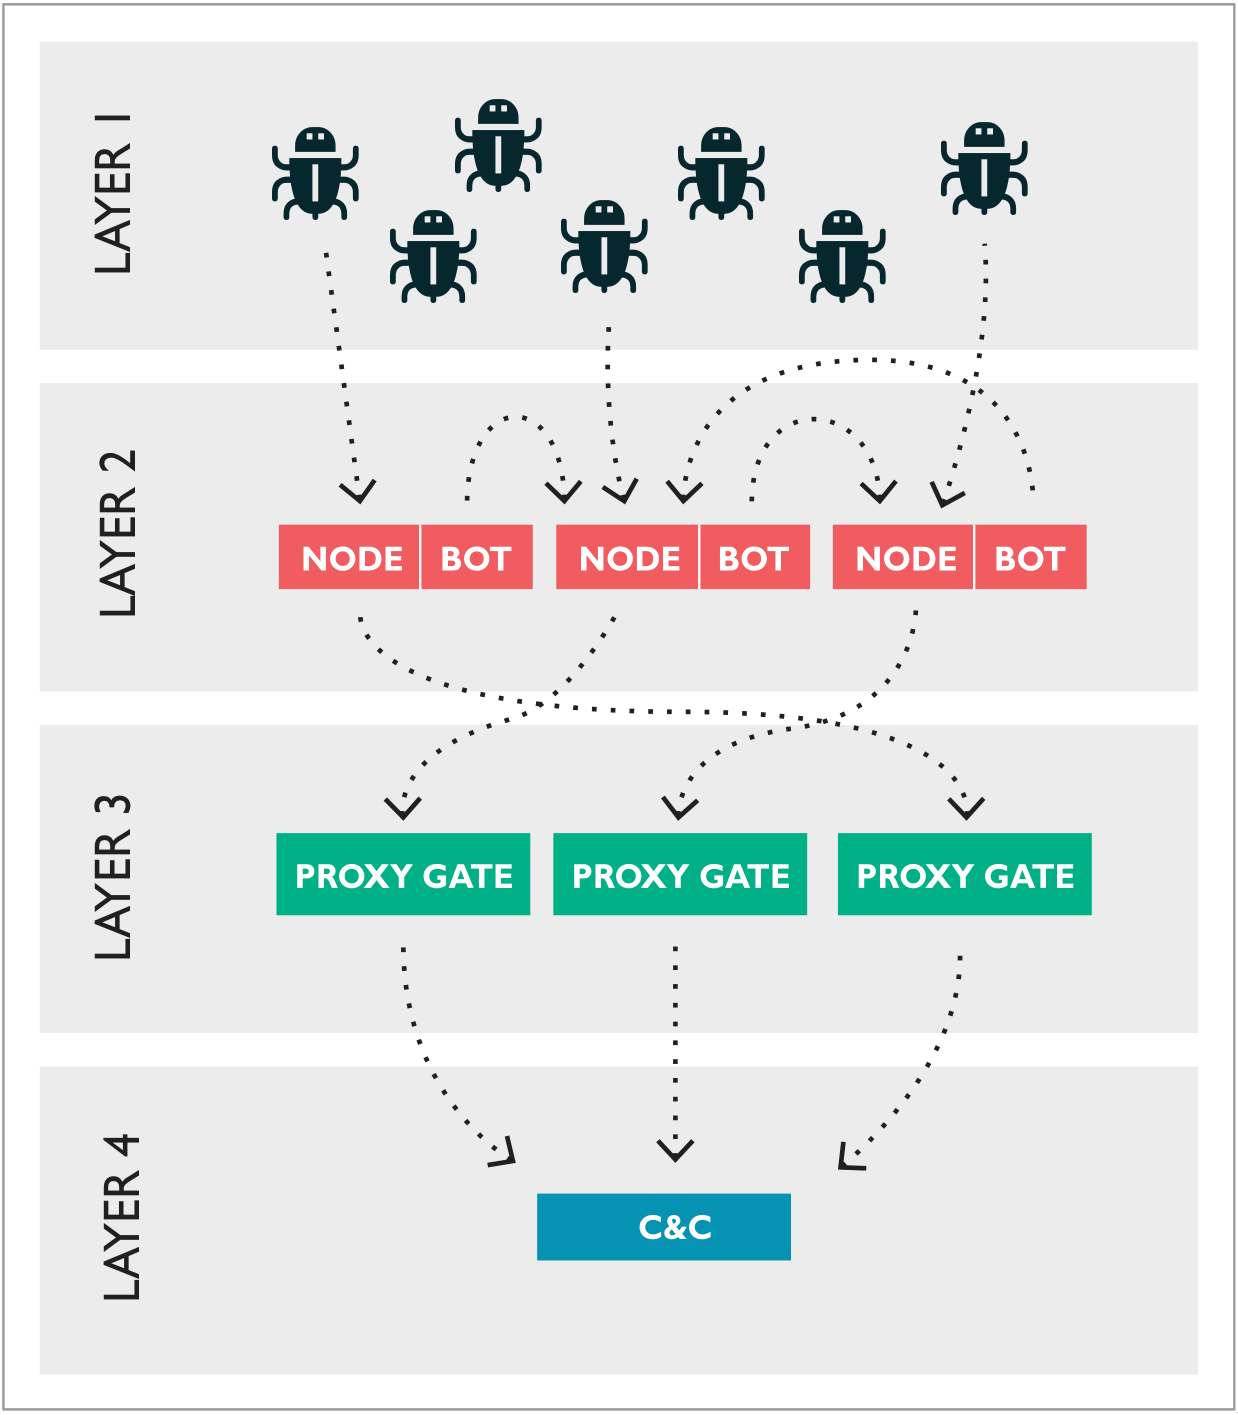 LAYER 1
LAYER 2
NODE BOT NODE BOT NODE BOT
LAYER 3
PROXY GATE PROXY GATE PROXY GATE
LAYER 4
C&C